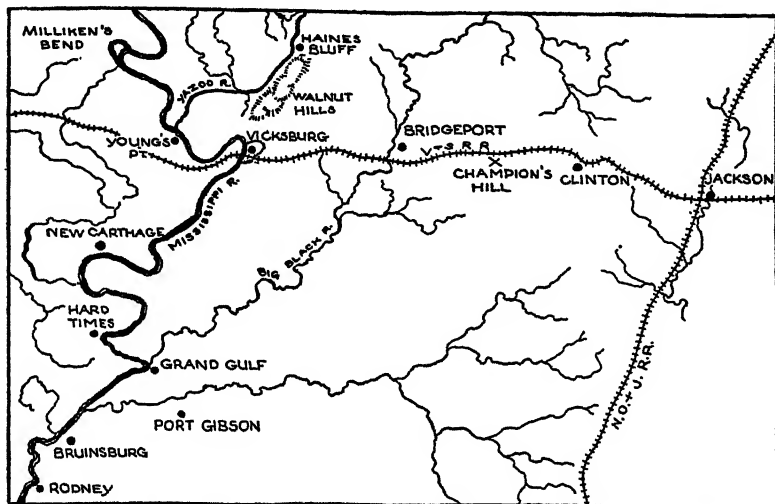 MILLIKEN'S
BEND
HAINES
BLUFF
YAZOO R.
WALNUT
HILLS
YOUNG'S
PT.
VICKSBURG
BRIDGEPORT
V+S R.R.
CHAMPION'S
HILL
CLINTON
JACKSON
MISSISSIPPI R.
NEW CARTHAGE
BIG BLACK R.
HARD
TIMES
GRAND GULF
N.O. + J. R.R.
PORT GIBSON
BRUINSBURG
RODNEY